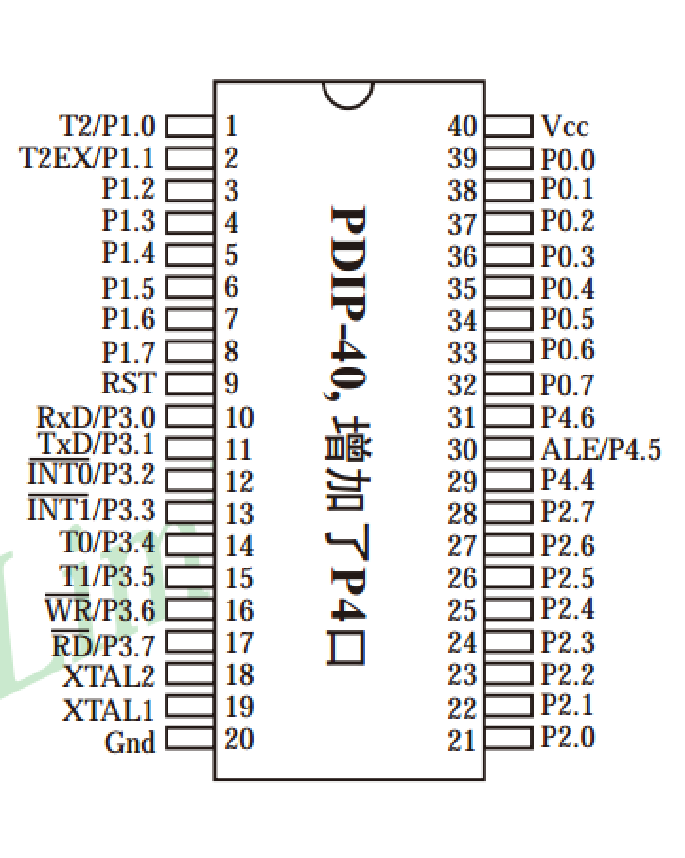 T2/P1.0 1 40 Vcc
T2EX/P1.1 2 39 P0.0
P1.2 3 38 P0.1
P1.3 4 37 P0.2
P1.4 5 36 P0.3
P1.5 6 35 P0.4
P1.6 7 34 P0.5
P1.7 8 33 P0.6
RST 9 32 P0.7
RxD/P3.0 10 31 P4.6
TxD/P3.1 11 30 ALE/P4.5
INT0/P3.2 12 29 P4.4
INT1/P3.3 13 28 P2.7
T0/P3.4 14 27 P2.6
T1/P3.5 15 26 P2.5
WR/P3.6 16 25 P2.4
RD/P3.7 17 24 P2.3
XTAL2 18 23 P2.2
XTAL1 19 22 P2.1
Gnd 20 21 P2.0
PDIP-40, 增加了P4口
Lim